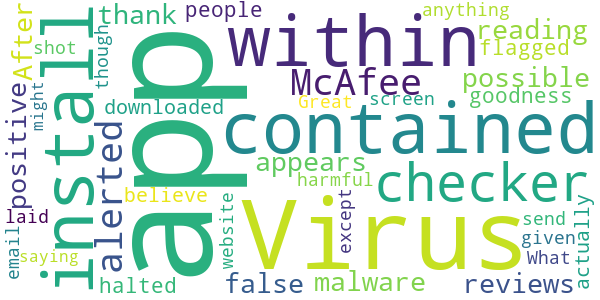 people
anything
thank
within
reading
After
shot
though
flagged
install
app
McAfee
possible
positive
might
downloaded
Great
screen
goodness
contained
alerted
appears
checker
harmful
believe
Virus
except
actually
laid
website
send
email
given
saying
What
halted
false
malware
reviews